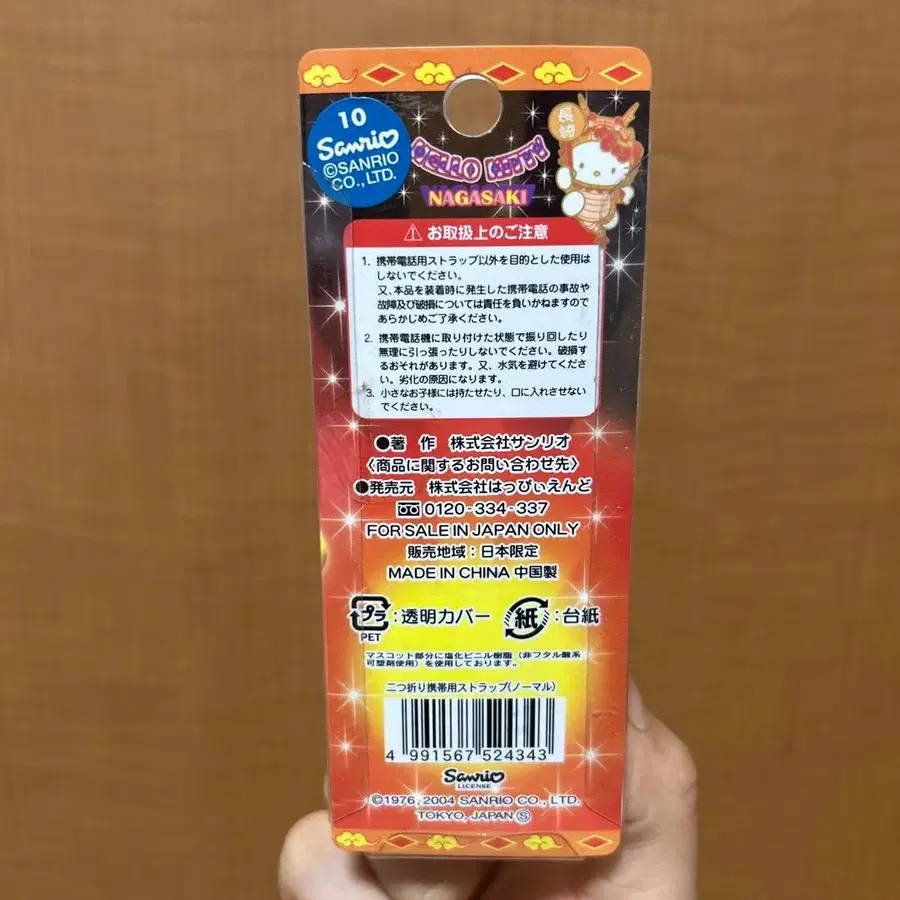 10
Sanrio
©SANRIO
CO., LTD.
HELLO KITTY
NAGASAKI
長崎
⚠ お取扱上のご注意
1. 携帯電話用ストラップ以外を目的とした使用は
しないでください。
又、本品を装着時に発生した携帯電話の事故や
故障及び破損については責任を負いかねますので
あらかじめご了承ください。
2. 携帯電話機に取り付けた状態で振り回したり
無理に引っ張ったりしないでください。破損す
るおそれがあります。又、水気を避けてくださ
い。劣化の原因になります。
3. 小さなお子様には持たせたり、口に入れさせない
でください。
●著 作 株式会社サンリオ
〈商品に関するお問い合わせ先〉
●発売元 株式会社はっぴぃえんど
0120-334-337
FOR SALE IN JAPAN ONLY
販売地域：日本限定
MADE IN CHINA 中国製
プラ：透明カバー 紙：台紙
PET
マスコット部分に塩化ビニル樹脂（非フタル酸系
可塑剤使用）を使用しております。
二つ折り携帯用ストラップ(ノーマル)
4 991567 524343
Sanrio
LICENSE
©1976, 2004 SANRIO CO., LTD.
TOKYO, JAPAN Ⓢ